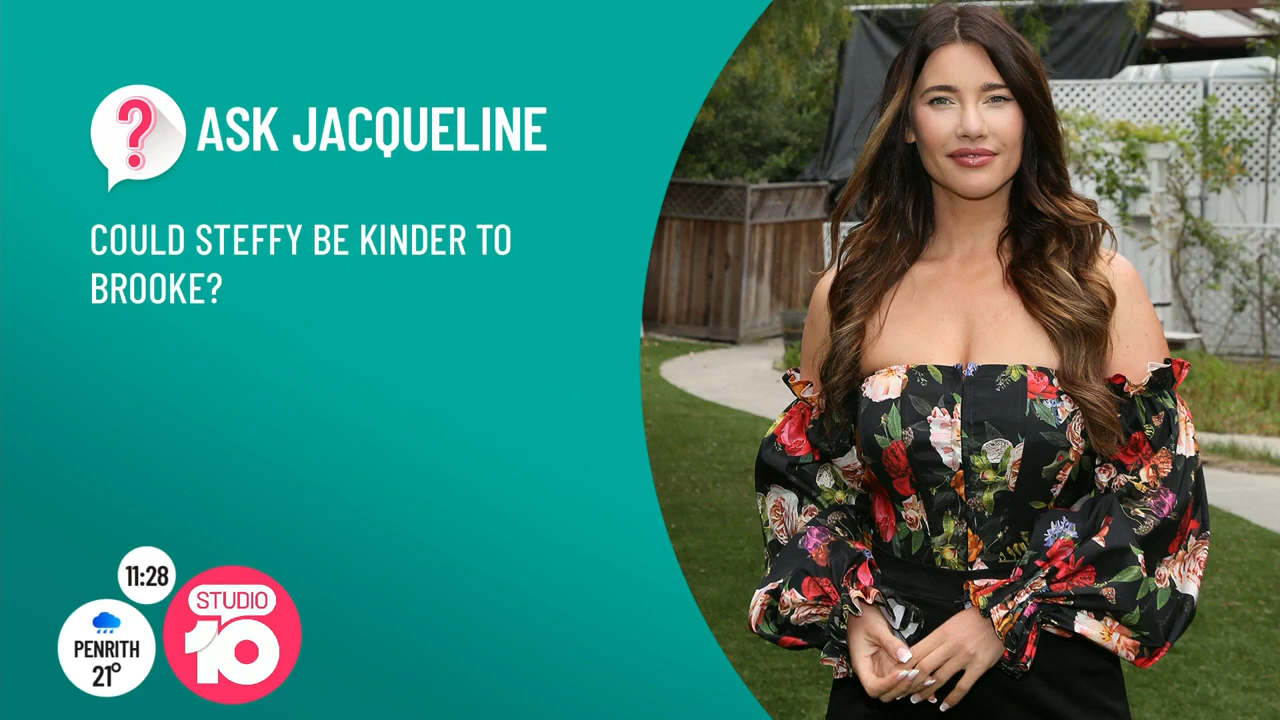 ?
ASK JACQUELINE
COULD STEFFY BE KINDER TO
BROOKE?
11:28
PENRITH
21°
STUDIO
10